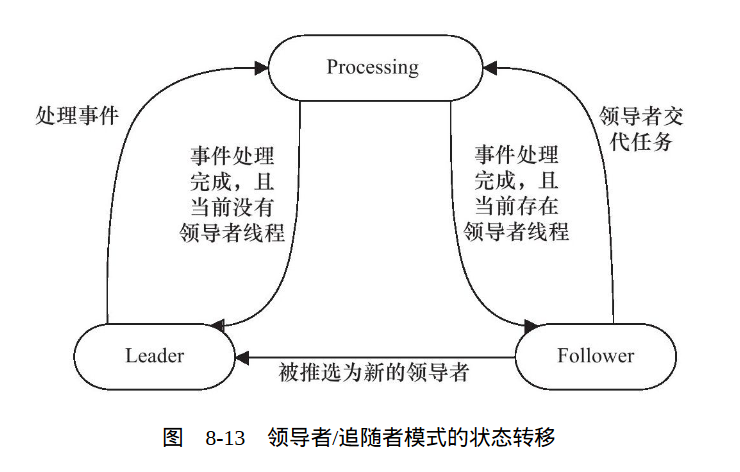 Processing
处理事件
领导者交
代任务
事件处理
完成，且
当前没有
领导者线程
事件处理
完成，且
当前存在
领导者线程
Leader
Follower
被推选为新的领导者
图 8-13 领导者/追随者模式的状态转移